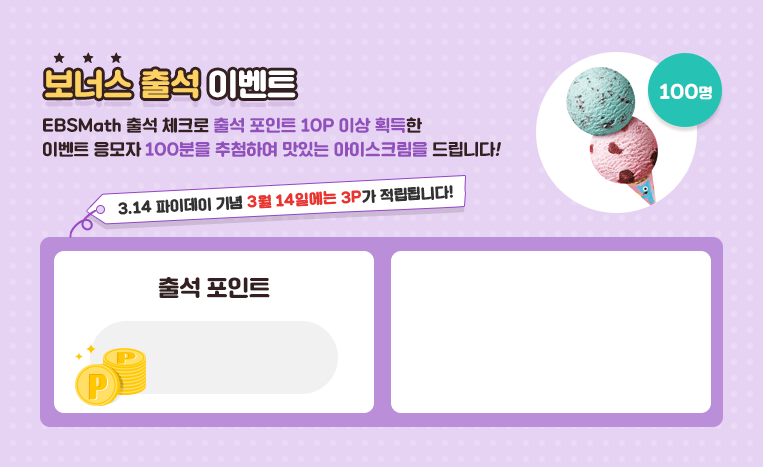 보너스 출석 이벤트
EBSMath 출석 체크로 출석 포인트 10P 이상 획득한
이벤트 응모자 100분을 추첨하여 맛있는 아이스크림을 드립니다!
100명
3.14 파이데이 기념 3월 14일에는 3P가 적립됩니다!
출석 포인트
P
P